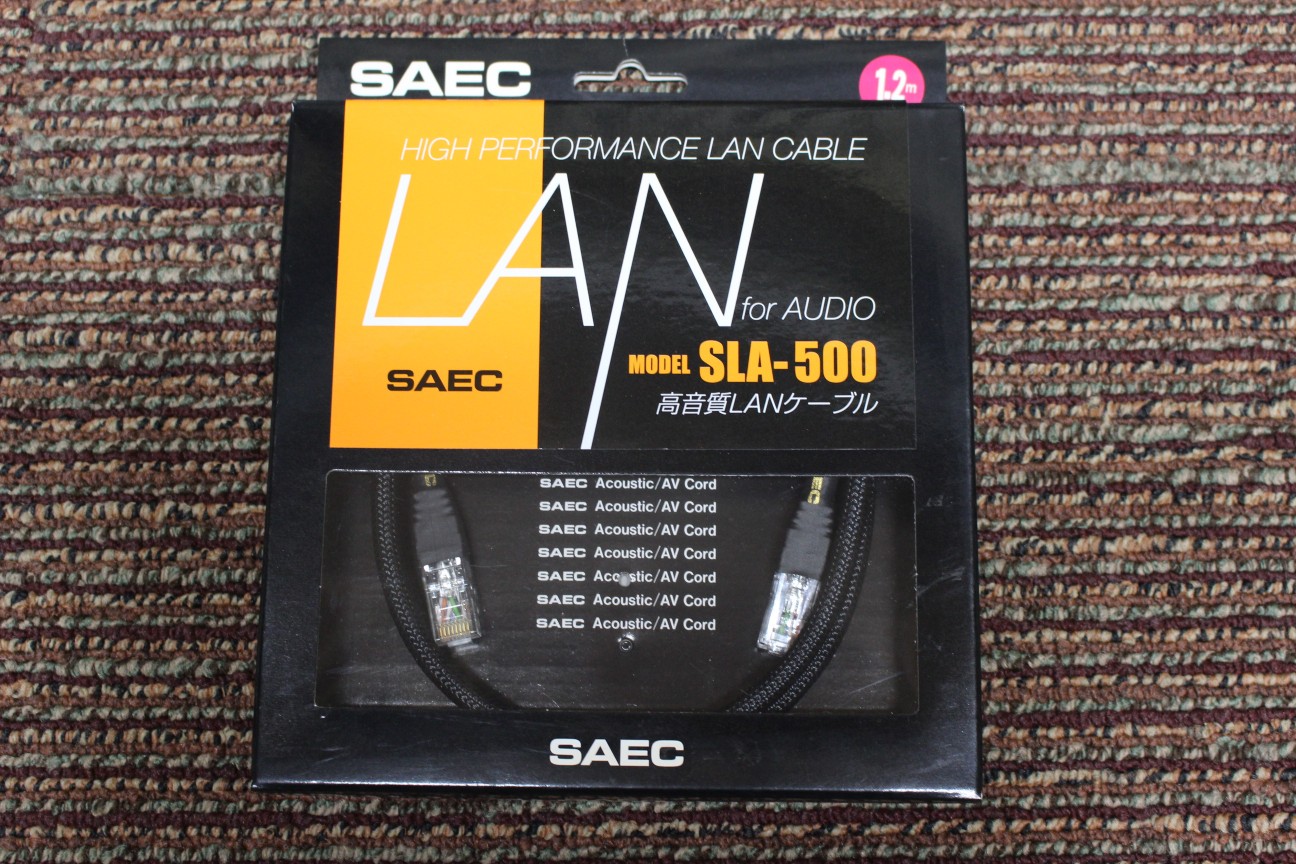 SAEC
1.2m
HIGH PERFORMANCE LAN CABLE
LAN
for AUDIO
MODEL SLA-500
SAEC
高音質LANケーブル
SAEC Acoustic/AV Cord
SAEC Acoustic/AV Cord
SAEC Acoustic/AV Cord
SAEC Acoustic/AV Cord
SAEC Acoustic/AV Cord
SAEC Acoustic/AV Cord
SAEC Acoustic/AV Cord
SAEC